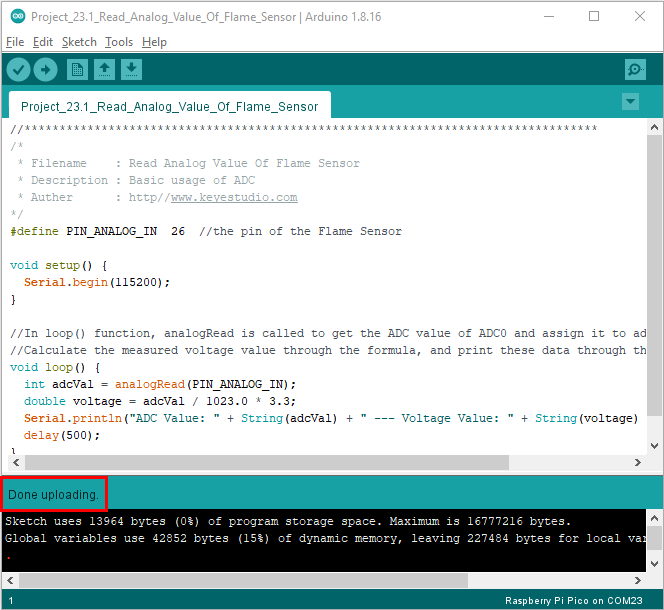 Project_23.1_Read_Analog_Value_Of_Flame_Sensor | Arduino 1.8.16
File Edit Sketch Tools Help
Project_23.1_Read_Analog_Value_Of_Flame_Sensor
//**********************************************************************************
/*
 * Filename    : Read Analog Value Of Flame Sensor
 * Description : Basic usage of ADC
 * Auther      : http//www.keyestudio.com
*/
#define PIN_ANALOG_IN  26  //the pin of the Flame Sensor
void setup() {
  Serial.begin(115200);
}
//In loop() function, analogRead is called to get the ADC value of ADC0 and assign it to ad
//Calculate the measured voltage value through the formula, and print these data through th
void loop() {
  int adcVal = analogRead(PIN_ANALOG_IN);
  double voltage = adcVal / 1023.0 * 3.3;
  Serial.println("ADC Value: " + String(adcVal) + " --- Voltage Value: " + String(voltage)
  delay(500);
}
Done uploading.
Sketch uses 13964 bytes (0%) of program storage space. Maximum is 16777216 bytes.
Global variables use 42852 bytes (15%) of dynamic memory, leaving 227484 bytes for local var
.
1 Raspberry Pi Pico on COM23